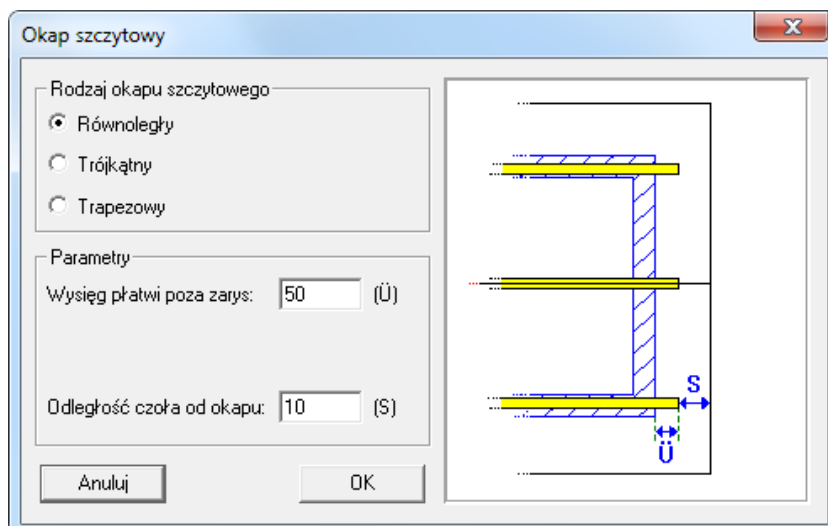 Okap szczytowy
Rodzaj okapu szczytowego
Równoległy
Trójkątny
Trapezowy
Parametry
Wysięg płatwi poza zarys: 50 (Ü)
Odległość czoła od okapu: 10 (S)
Anuluj OK
S
Ü